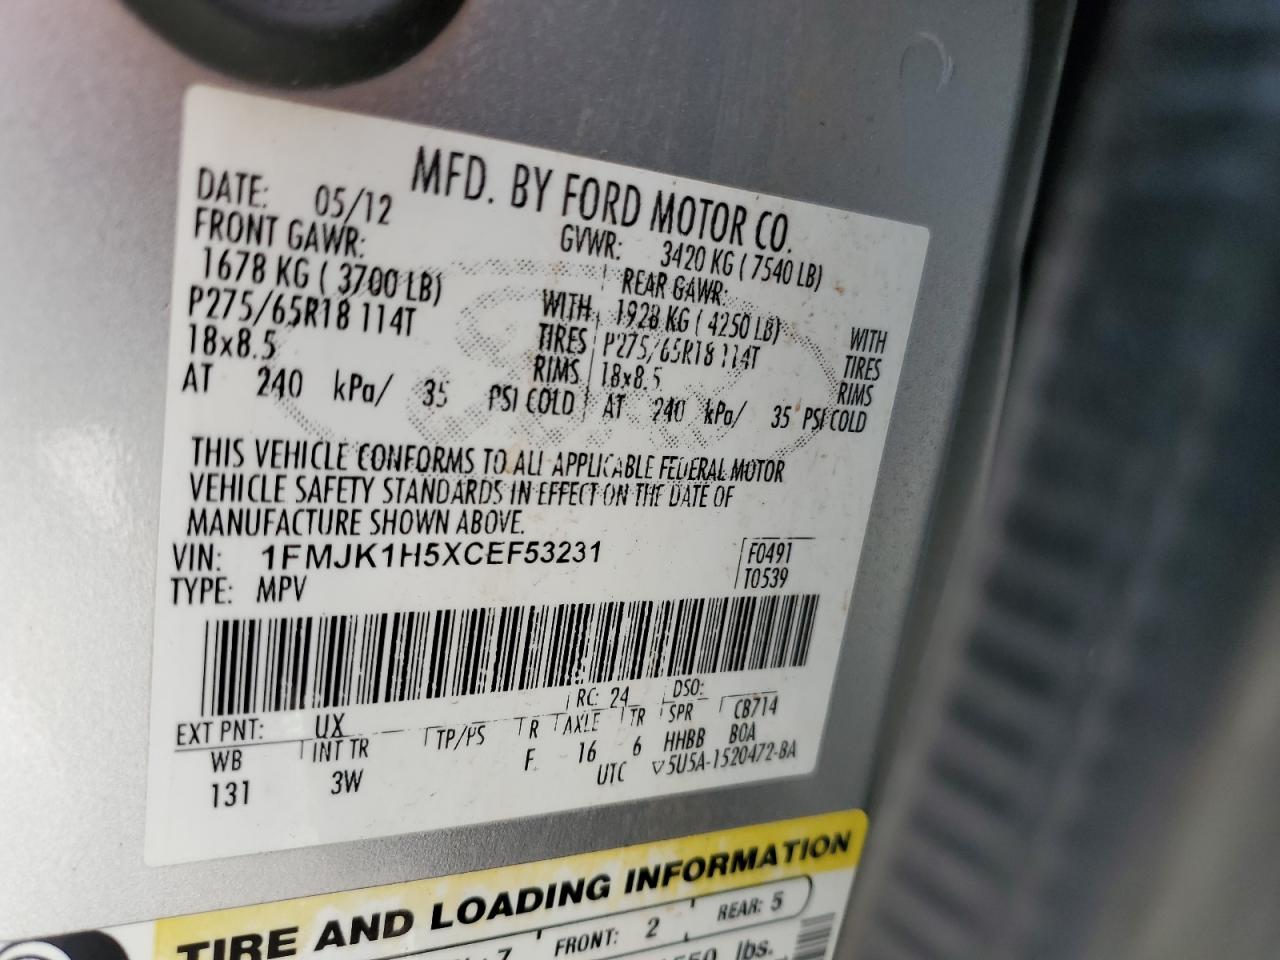 MFD. BY FORD MOTOR CO.
DATE: 05/12 GVWR: 3420 KG ( 7540 LB)
FRONT GAWR: REAR GAWR:
1678 KG ( 3700 LB) WITH 1928 KG ( 4250 LB) WITH
P275/65R18 114T TIRES P275/65R18 114T TIRES
18x8.5 RIMS 18x8.5 RIMS
AT 240 kPa/ 35 PSI COLD AT 240 kPa/ 35 PSI COLD
THIS VEHICLE CONFORMS TO ALL APPLICABLE FEDERAL MOTOR
VEHICLE SAFETY STANDARDS IN EFFECT ON THE DATE OF
MANUFACTURE SHOWN ABOVE.
VIN: 1FMJK1H5XCEF53231 F0491
TYPE: MPV T0539
EXT PNT: UX RC: 24 DSO:
WB INT TR TP/PS R AXLE TR SPR CB714
131 3W F 16 6 HHBB BOA
UTC ▽5U5A-1520472-BA
TIRE AND LOADING INFORMATION
7 FRONT: 2 REAR: 5
lbs.